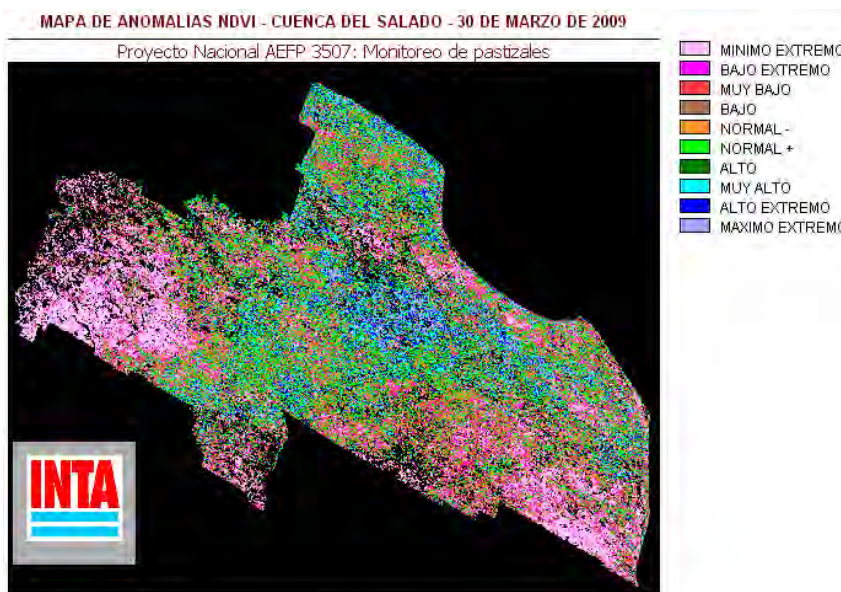 MAPA DE ANOMALIAS NDVI - CUENCA DEL SALADO - 30 DE MARZO DE 2009
Proyecto Nacional AEFP 3507: Monitoreo de pastizales
MINIMO EXTREMO
BAJO EXTREMO
MUY BAJO
BAJO
NORMAL -
NORMAL +
ALTO
MUY ALTO
ALTO EXTREMO
MAXIMO EXTREMO
INTA